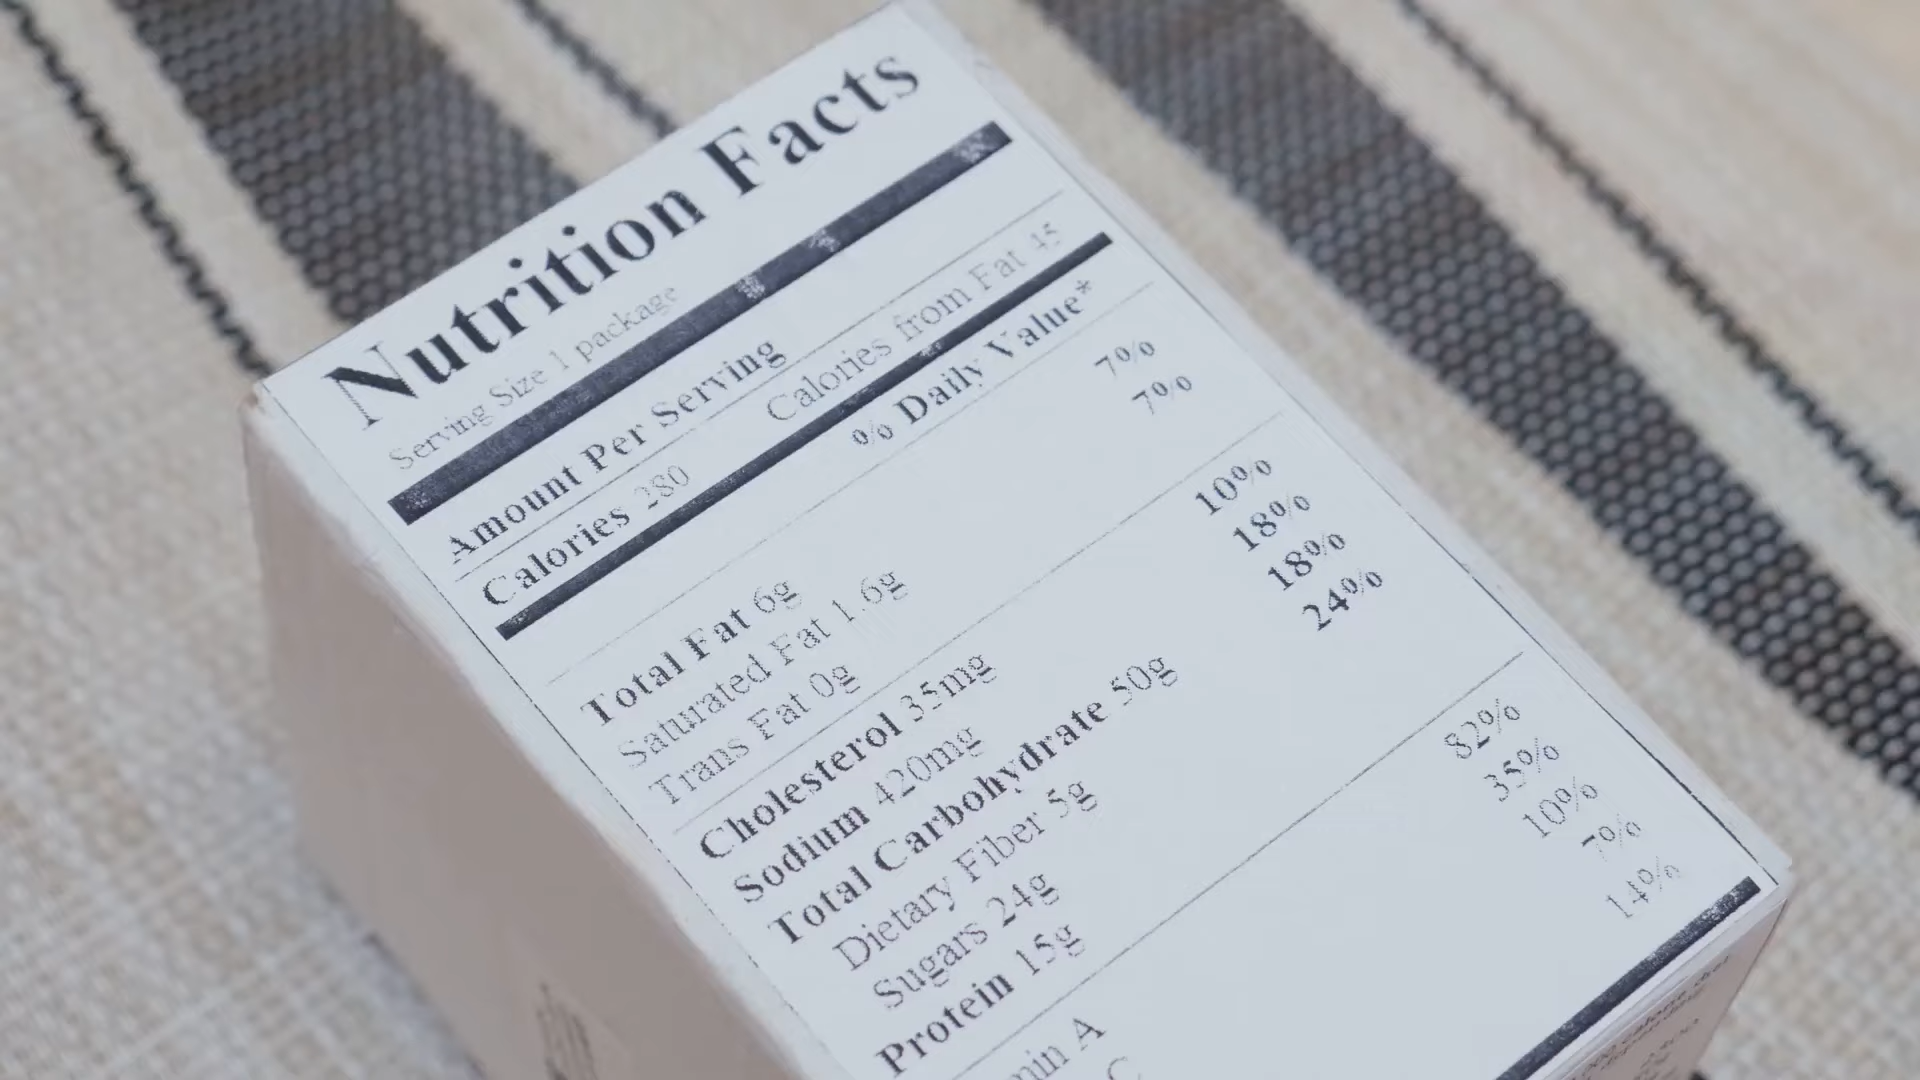 Nutrition Facts
Serving Size 1 package
Amount Per Serving
Calories 280 Calories from Fat 45
% Daily Value*
Total Fat 6g 7%
Saturated Fat 1.6g 7%
Trans Fat 0g
Cholesterol 35mg 10%
Sodium 420mg 18%
Total Carbohydrate 50g 18%
Dietary Fiber 5g 24%
Sugars 24g
Protein 15g
min A 82%
C 35%
10%
7%
14%